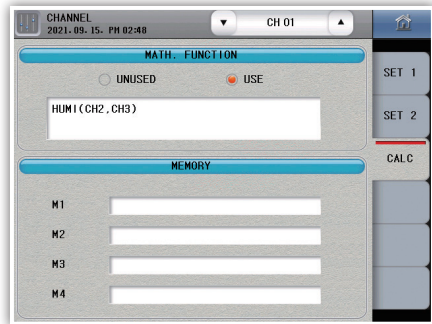 CHANNEL
2021.09.15. PM 02:48
▼ CH 01 ▲
MATH. FUNCTION
UNUSED USE
HUMI(CH2,CH3)
MEMORY
M1
M2
M3
M4
SET 1
SET 2
CALC